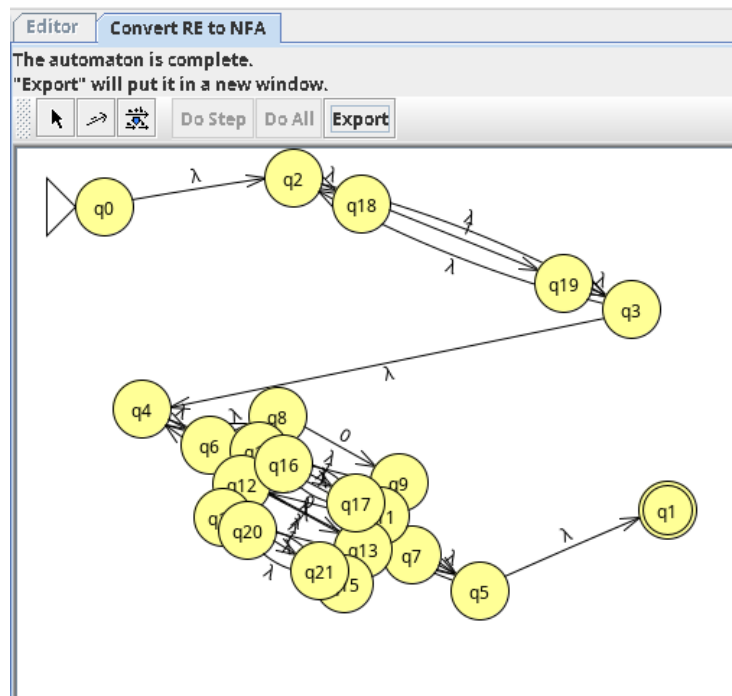 Editor
Convert RE to NFA
The automaton is complete.
"Export" will put it in a new window.
Do Step Do All Export
q0
λ
q2
λ
q18
λ
λ
q19
λ
q3
λ
q4
λ
q6
λ
q8
0
q16
λ
q9
q12
q17
q20
q13
q7
λ
q21
λ
q5
λ
q1